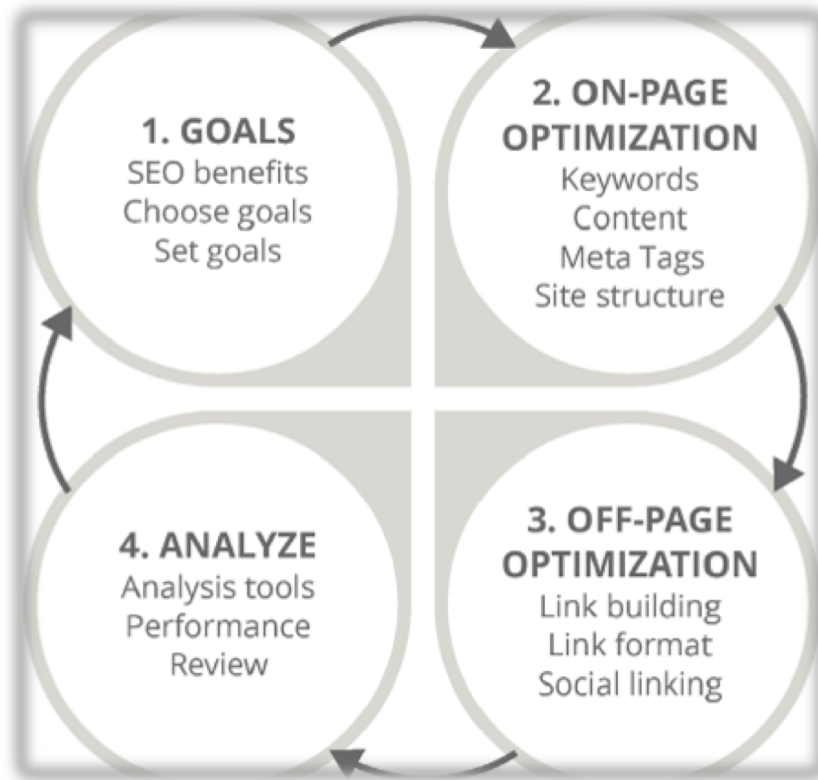 1. GOALS
SEO benefits
Choose goals
Set goals
2. ON-PAGE
OPTIMIZATION
Keywords
Content
Meta Tags
Site structure
3. OFF-PAGE
OPTIMIZATION
Link building
Link format
Social linking
4. ANALYZE
Analysis tools
Performance
Review